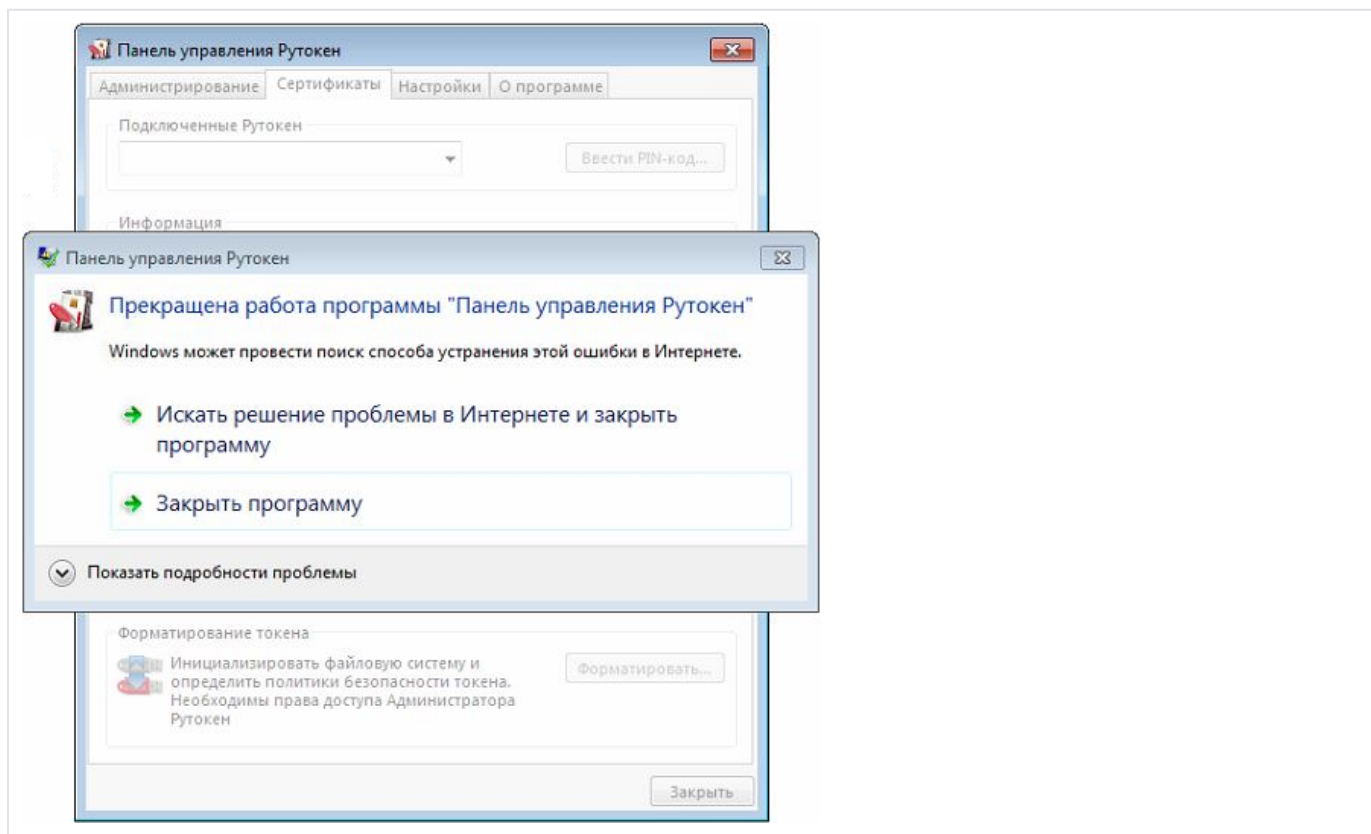 Панель управления Рутокен
Администрирование Сертификаты Настройки О программе
Подключенные Рутокен
Ввести PIN-код...
Информация
Панель управления Рутокен
Прекращена работа программы "Панель управления Рутокен"
Windows может провести поиск способа устранения этой ошибки в Интернете.
Искать решение проблемы в Интернете и закрыть
программу
Закрыть программу
Показать подробности проблемы
Форматирование токена
Инициализировать файловую систему и
определить политики безопасности токена.
Необходимы права доступа Администратора
Рутокен
Форматировать...
Закрыть